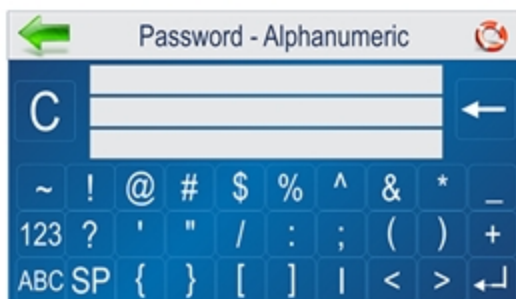 Password - Alphanumeric
C
~ ! @ # $ % ^ & * _
123 ? ' " / : ; ( ) +
ABC SP { } [ ] | < >